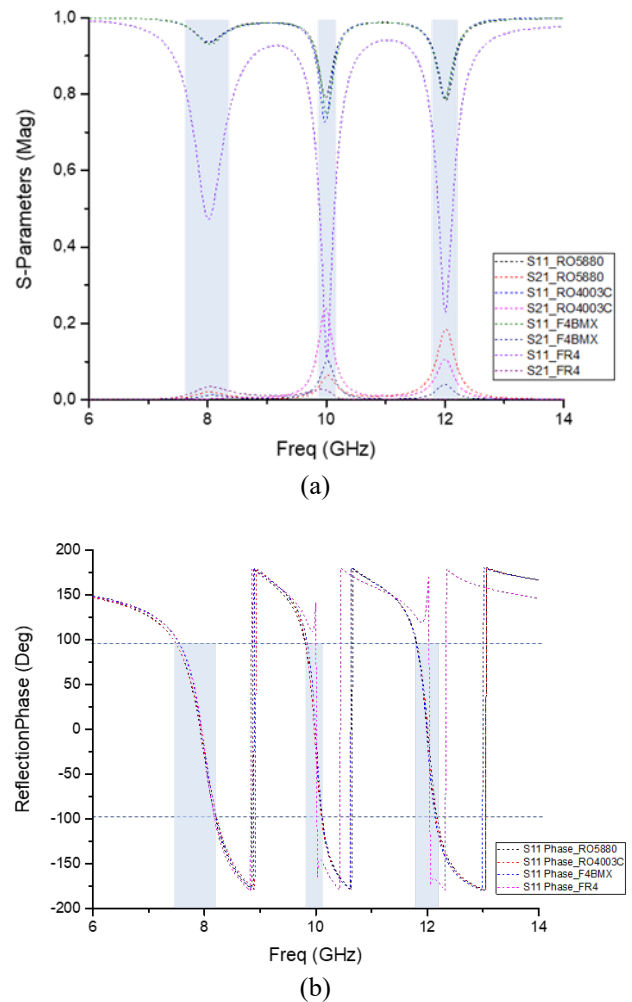 1,0
0,8
0,6
0,4
0,2
0,0
S-Parameters (Mag)
S11_RO5880
S21_RO5880
S11_RO4003C
S21_RO4003C
S11_F4BMX
S21_F4BMX
S11_FR4
S21_FR4
6 8 10 12 14
Freq (GHz)
(a)
200
150
100
50
0
-50
-100
-150
-200
ReflectionPhase (Deg)
S11 Phase_RO5880
S11 Phase_RO4003C
S11 Phase_F4BMX
S11 Phase_FR4
6 8 10 12 14
Freq (GHz)
(b)